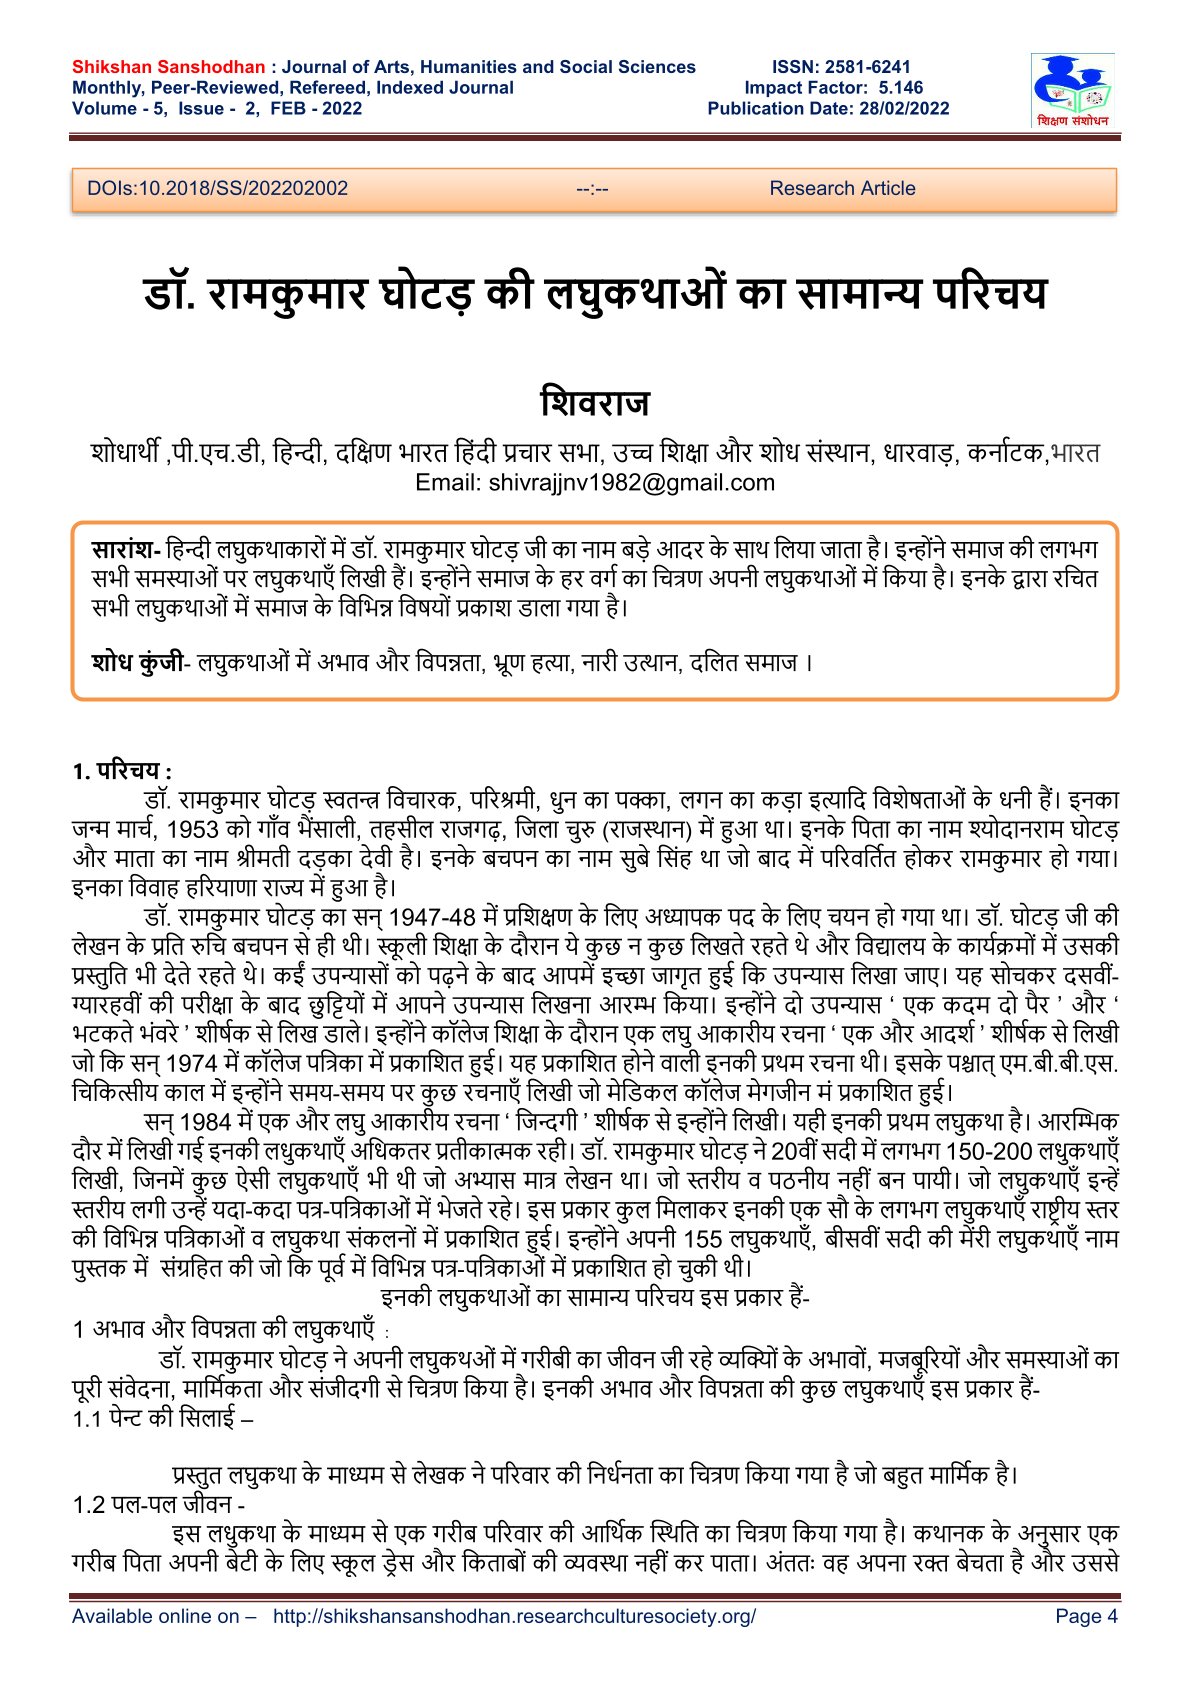 Shikshan Sanshodhan : Journal of Arts, Humanities and Social Sciences ISSN: 2581-6241
Monthly, Peer-Reviewed, Refereed, Indexed Journal Impact Factor: 5.146
Volume - 5, Issue - 2, FEB - 2022 Publication Date: 28/02/2022
शिक्षण संशोधन
DOIs:10.2018/SS/202202002 --:-- Research Article
डॉ. रामकुमार घोटड़ की लघुकथाओं का सामान्य परिचय
शिवराज
शोधार्थी ,पी.एच.डी, हिन्दी, दक्षिण भारत हिंदी प्रचार सभा, उच्च शिक्षा और शोध संस्थान, धारवाड़, कर्नाटक,भारत
Email: shivrajjnv1982@gmail.com
सारांश- हिन्दी लघुकथाकारों में डॉ. रामकुमार घोटड़ जी का नाम बड़े आदर के साथ लिया जाता है। इन्होंने समाज की लगभग
सभी समस्याओं पर लघुकथाएँ लिखी हैं। इन्होंने समाज के हर वर्ग का चित्रण अपनी लघुकथाओं में किया है। इनके द्वारा रचित
सभी लघुकथाओं में समाज के विभिन्न विषयों प्रकाश डाला गया है।
शोध कुंजी- लघुकथाओं में अभाव और विपन्नता, भ्रूण हत्या, नारी उत्थान, दलित समाज ।
1. परिचय :
डॉ. रामकुमार घोटड़ स्वतन्त्र विचारक, परिश्रमी, धुन का पक्का, लगन का कड़ा इत्यादि विशेषताओं के धनी हैं। इनका
जन्म मार्च, 1953 को गाँव भैंसाली, तहसील राजगढ़, जिला चुरु (राजस्थान) में हुआ था। इनके पिता का नाम श्योदानराम घोटड़
और माता का नाम श्रीमती दड़का देवी है। इनके बचपन का नाम सुबे सिंह था जो बाद में परिवर्तित होकर रामकुमार हो गया।
इनका विवाह हरियाणा राज्य में हुआ है।
डॉ. रामकुमार घोटड़ का सन् 1947-48 में प्रशिक्षण के लिए अध्यापक पद के लिए चयन हो गया था। डॉ. घोटड़ जी की
लेखन के प्रति रुचि बचपन से ही थी। स्कूली शिक्षा के दौरान ये कुछ न कुछ लिखते रहते थे और विद्यालय के कार्यक्रमों में उसकी
प्रस्तुति भी देते रहते थे। कईं उपन्यासों को पढ़ने के बाद आपमें इच्छा जागृत हुई कि उपन्यास लिखा जाए। यह सोचकर दसवीं-
ग्यारहवीं की परीक्षा के बाद छुट्टियों में आपने उपन्यास लिखना आरम्भ किया। इन्होंने दो उपन्यास ‘ एक कदम दो पैर ’ और ‘
भटकते भंवरे ’ शीर्षक से लिख डाले। इन्होंने कॉलेज शिक्षा के दौरान एक लघु आकारीय रचना ‘ एक और आदर्श ’ शीर्षक से लिखी
जो कि सन् 1974 में कॉलेज पत्रिका में प्रकाशित हुई। यह प्रकाशित होने वाली इनकी प्रथम रचना थी। इसके पश्चात् एम.बी.बी.एस.
चिकित्सीय काल में इन्होंने समय-समय पर कुछ रचनाएँ लिखी जो मेडिकल कॉलेज मेगजीन मं प्रकाशित हुई।
सन् 1984 में एक और लघु आकारीय रचना ‘ जिन्दगी ’ शीर्षक से इन्होंने लिखी। यही इनकी प्रथम लघुकथा है। आरम्भिक
दौर में लिखी गई इनकी लधुकथाएँ अधिकतर प्रतीकात्मक रही। डॉ. रामकुमार घोटड़ ने 20वीं सदी में लगभग 150-200 लधुकथाएँ
लिखी, जिनमें कुछ ऐसी लघुकथाएँ भी थी जो अभ्यास मात्र लेखन था। जो स्तरीय व पठनीय नहीं बन पायी। जो लघुकथाएँ इन्हें
स्तरीय लगी उन्हें यदा-कदा पत्र-पत्रिकाओं में भेजते रहे। इस प्रकार कुल मिलाकर इनकी एक सौ के लगभग लघुकथाएँ राष्ट्रीय स्तर
की विभिन्न पत्रिकाओं व लघुकथा संकलनों में प्रकाशित हुई। इन्होंने अपनी 155 लघुकथाएँ, बीसवीं सदी की मेंरी लघुकथाएँ नाम
पुस्तक में संग्रहित की जो कि पूर्व में विभिन्न पत्र-पत्रिकाओं में प्रकाशित हो चुकी थी।
इनकी लघुकथाओं का सामान्य परिचय इस प्रकार हैं-
1 अभाव और विपन्नता की लघुकथाएँ :
डॉ. रामकुमार घोटड़ ने अपनी लघुकथओं में गरीबी का जीवन जी रहे व्यक्यिों के अभावों, मजबूरियों और समस्याओं का
पूरी संवेदना, मार्मिकता और संजीदगी से चित्रण किया है। इनकी अभाव और विपन्नता की कुछ लघुकथाएँ इस प्रकार हैं-
1.1 पेन्ट की सिलाई –
प्रस्तुत लघुकथा के माध्यम से लेखक ने परिवार की निर्धनता का चित्रण किया गया है जो बहुत मार्मिक है।
1.2 पल-पल जीवन -
इस लधुकथा के माध्यम से एक गरीब परिवार की आर्थिक स्थिति का चित्रण किया गया है। कथानक के अनुसार एक
गरीब पिता अपनी बेटी के लिए स्कूल ड्रेस और किताबों की व्यवस्था नहीं कर पाता। अंततः वह अपना रक्त बेचता है और उससे
Available online on – http://shikshansanshodhan.researchculturesociety.org/ Page 4